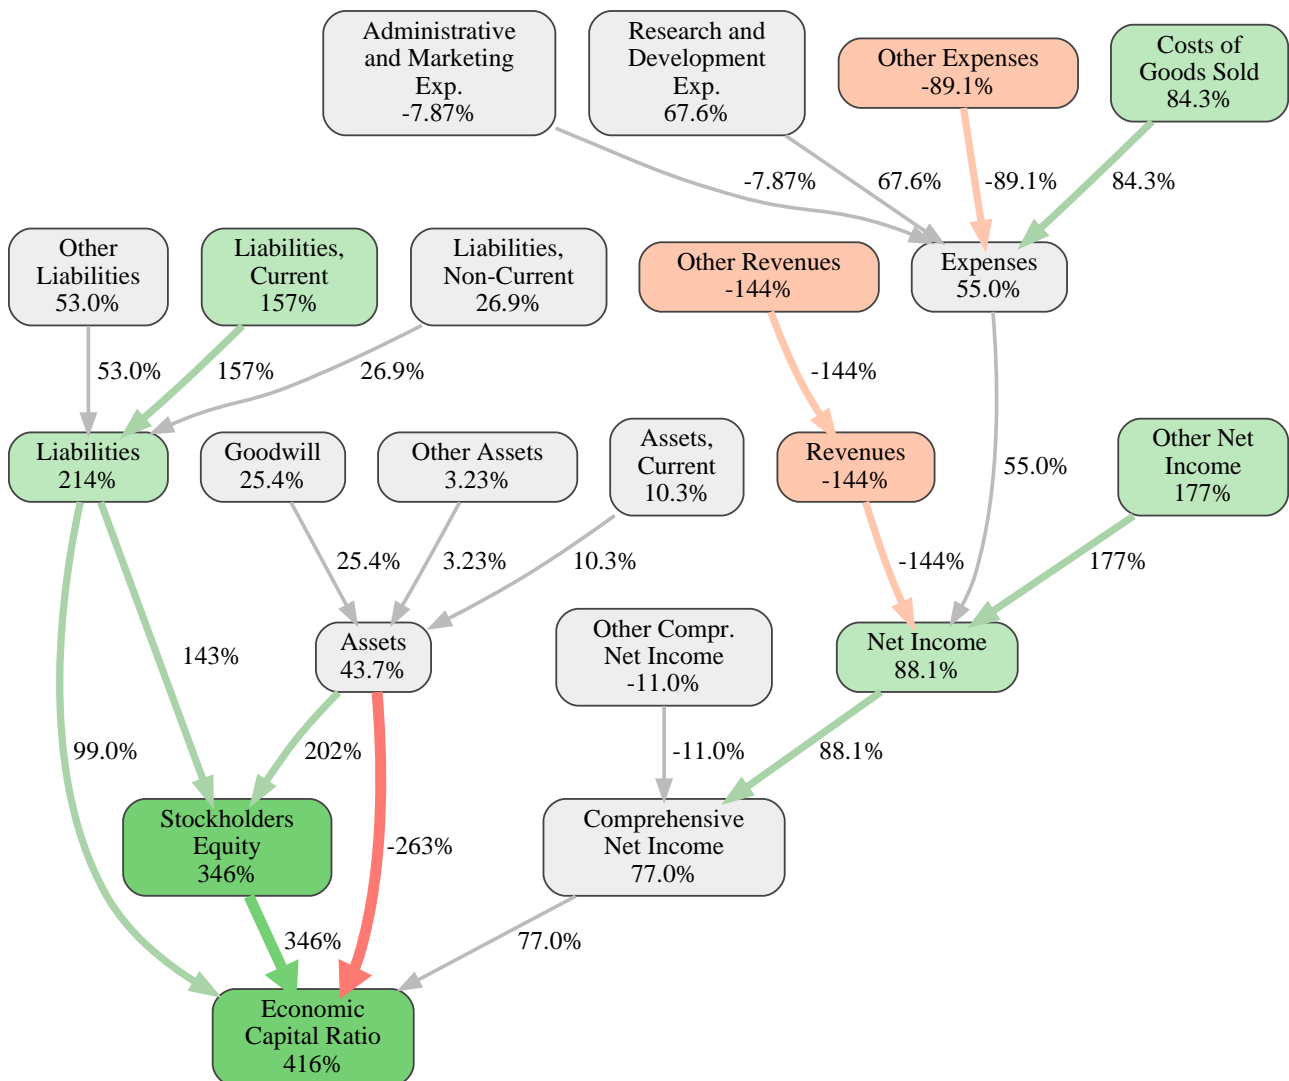 Administrative
and Marketing
Exp.
-7.87%
Research and
Development
Exp.
67.6%
Other Expenses
-89.1%
Costs of
Goods Sold
84.3%
-7.87%
67.6%
-89.1%
84.3%
Other
Liabilities
53.0%
Liabilities,
Current
157%
Liabilities,
Non-Current
26.9%
Other Revenues
-144%
Expenses
55.0%
53.0%
157%
26.9%
-144%
Liabilities
214%
Goodwill
25.4%
Other Assets
3.23%
Assets,
Current
10.3%
Revenues
-144%
55.0%
Other Net
Income
177%
25.4%
3.23%
10.3%
-144%
177%
143%
Assets
43.7%
Other Compr.
Net Income
-11.0%
Net Income
88.1%
99.0%
202%
-11.0%
88.1%
Stockholders
Equity
346%
-263%
Comprehensive
Net Income
77.0%
346%
77.0%
Economic
Capital Ratio
416%